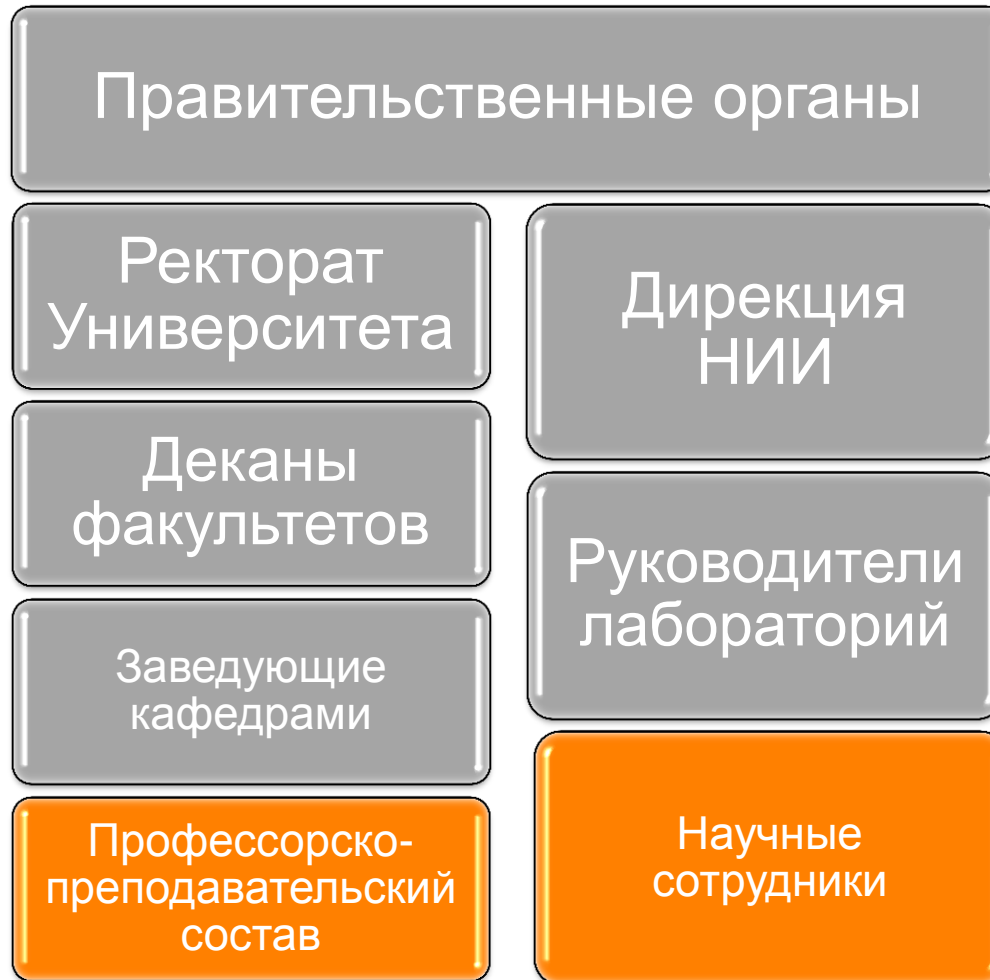 Правительственные органы
Ректорат
Университета
Деканы
факультетов
Заведующие
кафедрами
Профессорско-
преподавательский
состав
Дирекция
НИИ
Руководители
лабораторий
Научные
сотрудники